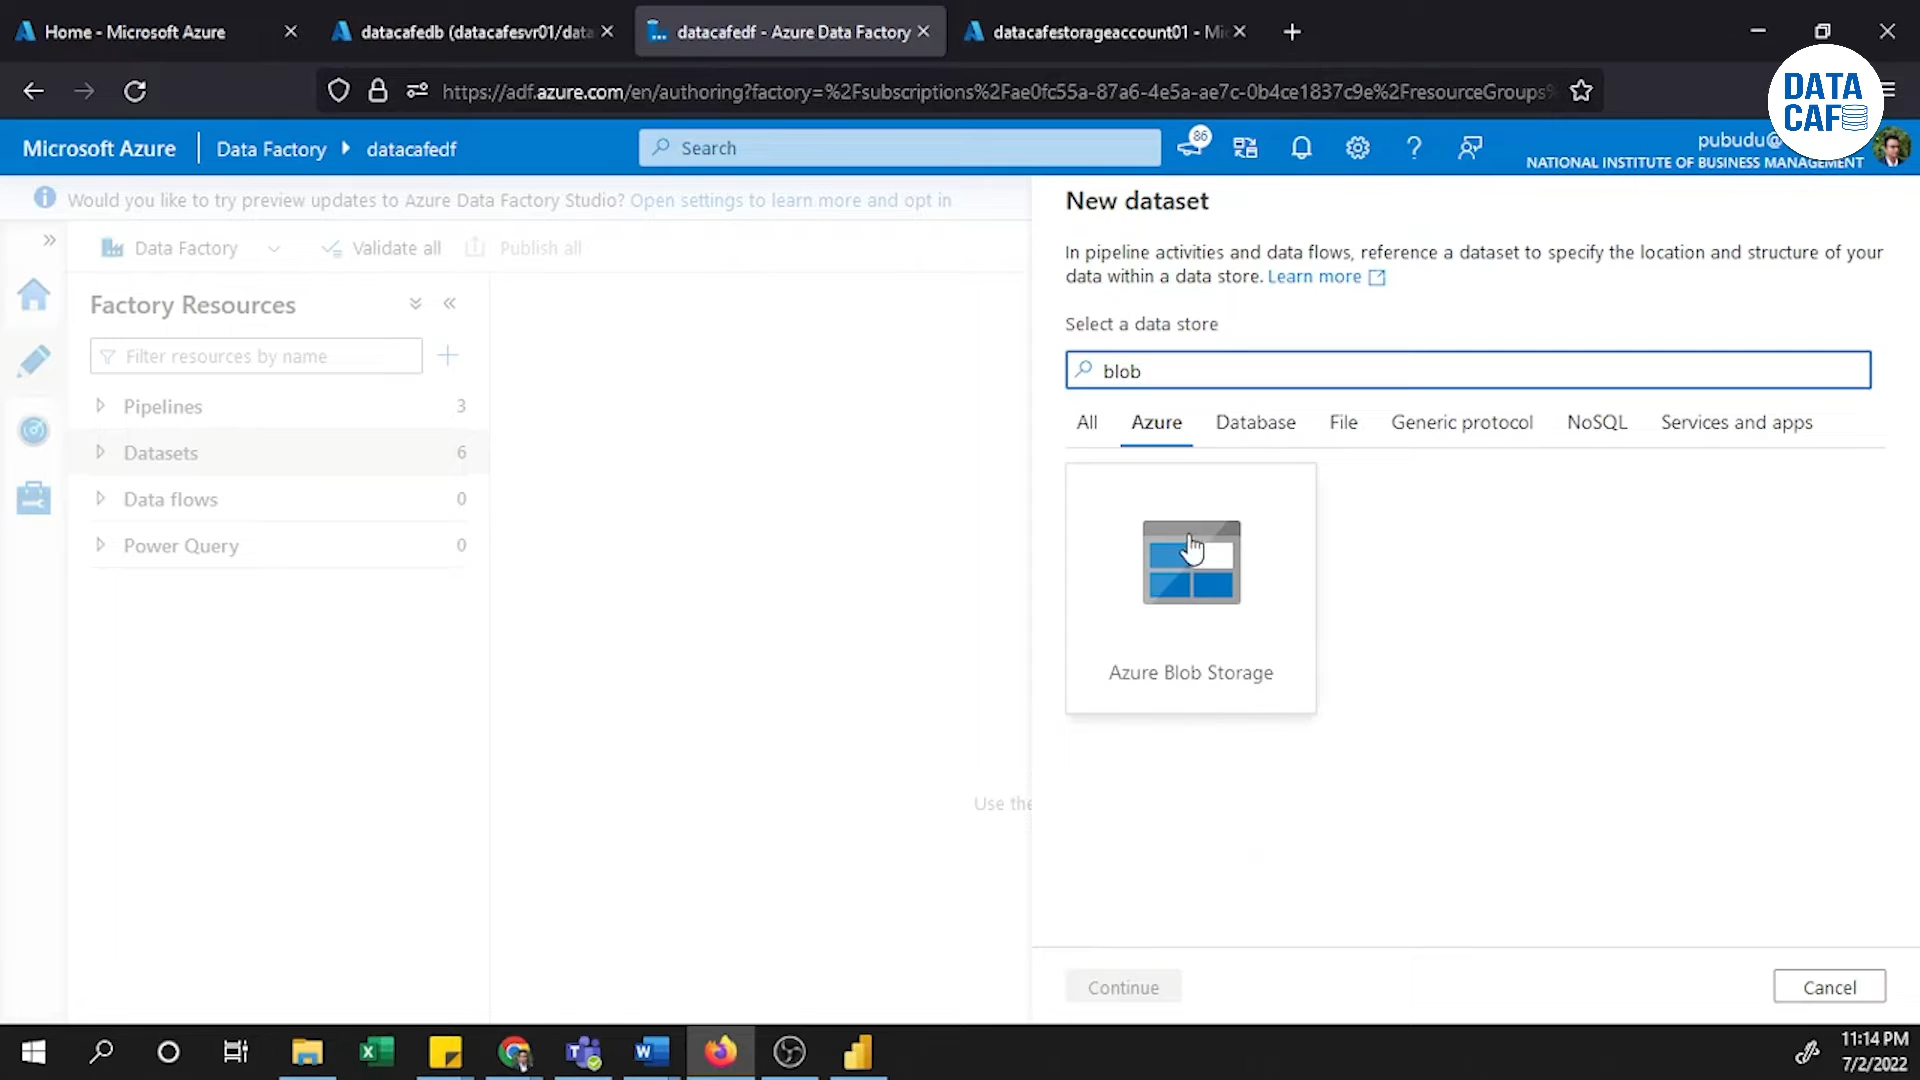 Home - Microsoft Azure
datacafedb (datacafesvr01/data
datacafedf - Azure Data Factory
datacafestorageaccount01 - Mi
https://adf.azure.com/en/authoring?factory=%2Fsubscriptions%2Fae0fc55a-87a6-4e5a-ae7c-0b4ce1837c9e%2FresourceGroups%
DATA
CAF
Microsoft Azure
Data Factory
datacafedf
Search
86
pubudu@
NATIONAL INSTITUTE OF BUSINESS MANAGEMENT
Would you like to try preview updates to Azure Data Factory Studio? Open settings to learn more and opt in
Data Factory
Validate all
Publish all
Factory Resources
Filter resources by name
Pipelines 3
Datasets 6
Data flows 0
Power Query 0
Use the
New dataset
In pipeline activities and data flows, reference a dataset to specify the location and structure of your
data within a data store. Learn more
Select a data store
blob
All Azure Database File Generic protocol NoSQL Services and apps
Azure Blob Storage
Continue
Cancel
11:14 PM
7/2/2022